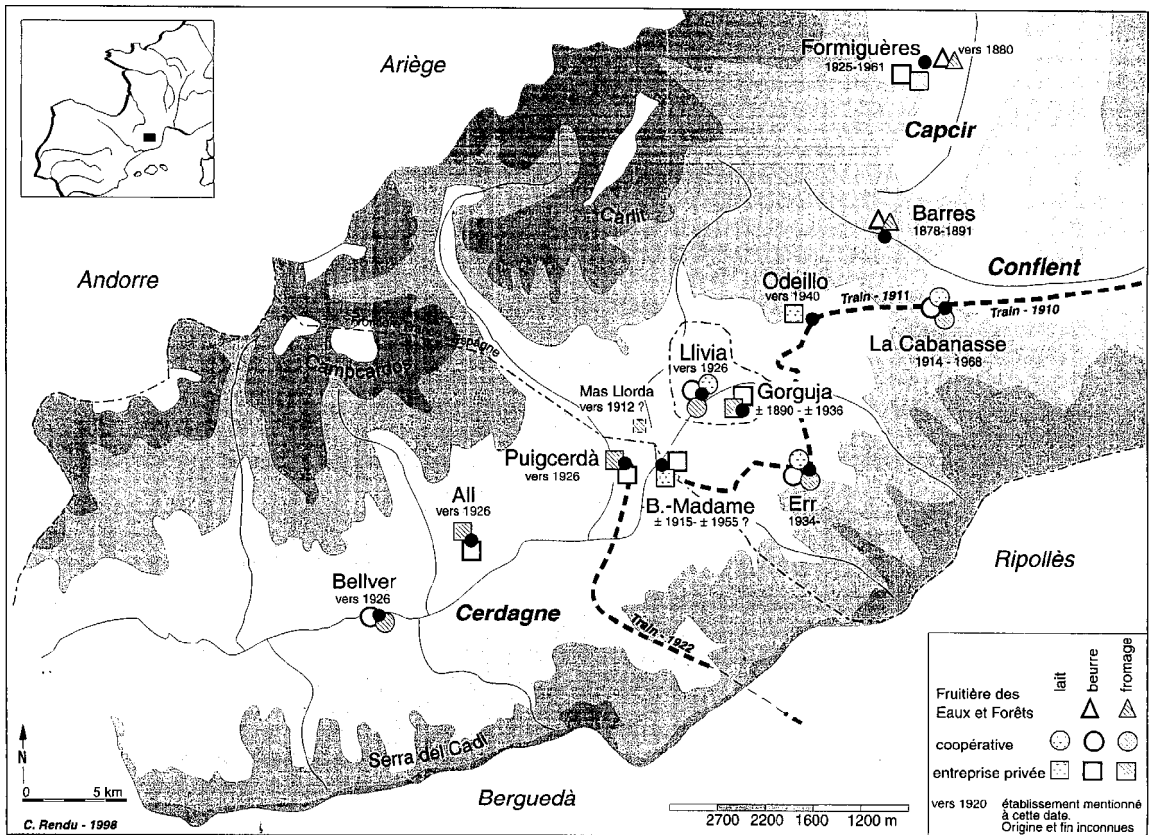 Ariège
Formiguères
1925-1961
vers 1880
Capcir
Carlit
Barres
1878-1891
Andorre
Conflent
Odeillo
vers 1940
Train - 1911
Train - 1910
La Cabanasse
1914 - 1968
Espagne
Campcardos
Llivia
vers 1926
Mas Llorda
vers 1912 ?
Gorguja
± 1890 - ± 1936
Puigcerdà
vers 1926
B.-Madame
± 1915- ± 1955 ?
Err
1934-
All
vers 1926
Ripollès
Bellver
vers 1926
Cerdagne
Train - 1922
Serra del Cadi
Berguedà
N
0 5 km
C. Rendu - 1998
2700 2200 1800 1200 m
lait
beurre
fromage
Fruitière des
Eaux et Forêts
coopérative
entreprise privée
vers 1920 établissement mentionné
à cette date.
Origine et fin inconnues